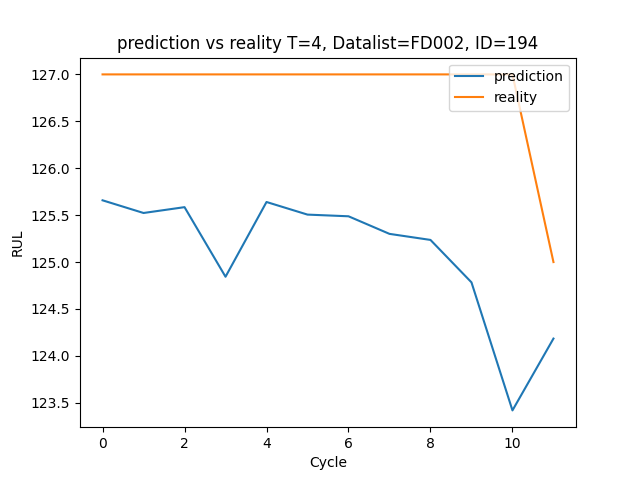 prediction vs reality T=4, Datalist=FD002, ID=194
127.0
126.5
126.0
125.5
125.0
124.5
124.0
123.5
RUL
prediction
reality
0 2 4 6 8 10
Cycle